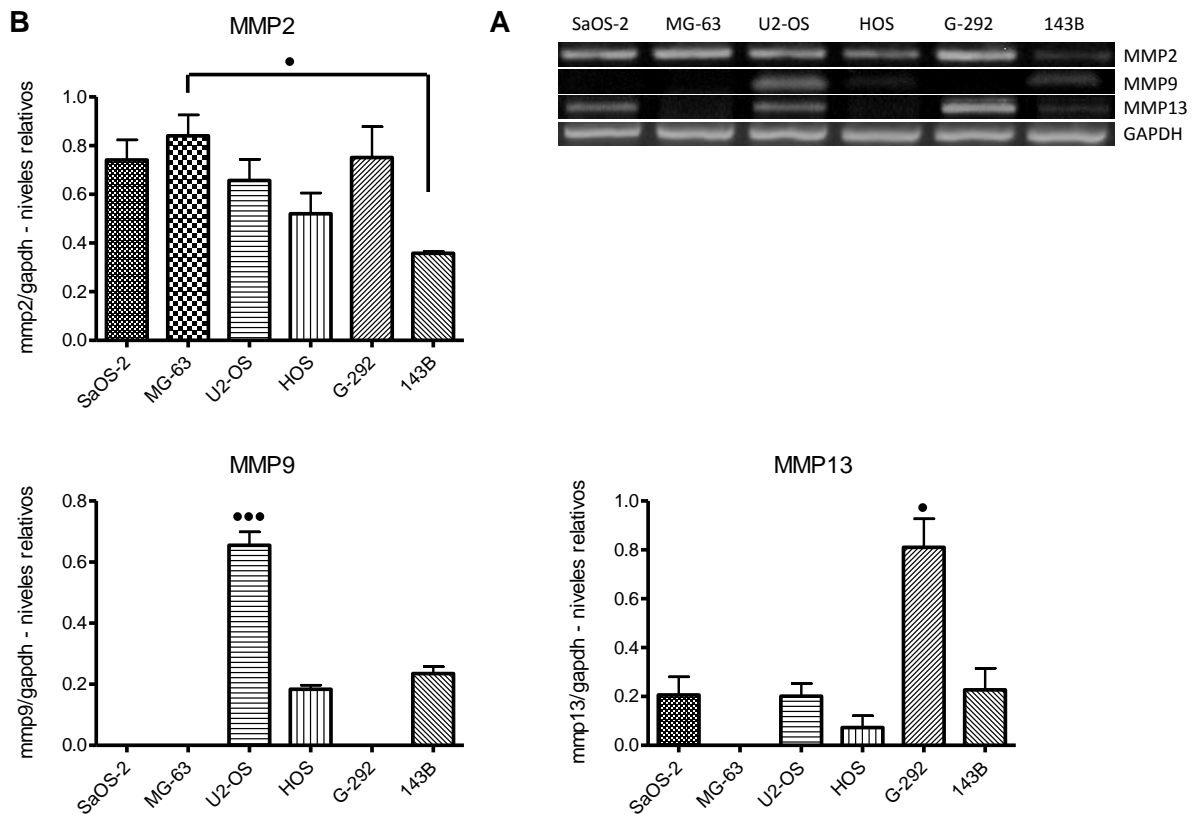 B
MMP2
mmp2/gapdh - niveles relativos
1.0
0.8
0.6
0.4
0.2
0.0
SaOS-2
MG-63
U2-OS
HOS
G-292
143B
A
SaOS-2 MG-63 U2-OS HOS G-292 143B
MMP2
MMP9
MMP13
GAPDH
MMP9
mmp9/gapdh - niveles relativos
0.8
0.6
0.4
0.2
0.0
SaOS-2
MG-63
U2-OS
HOS
G-292
143B
MMP13
mmp13/gapdh - niveles relativos
1.0
0.8
0.6
0.4
0.2
0.0
SaOS-2
MG-63
U2-OS
HOS
G-292
143B